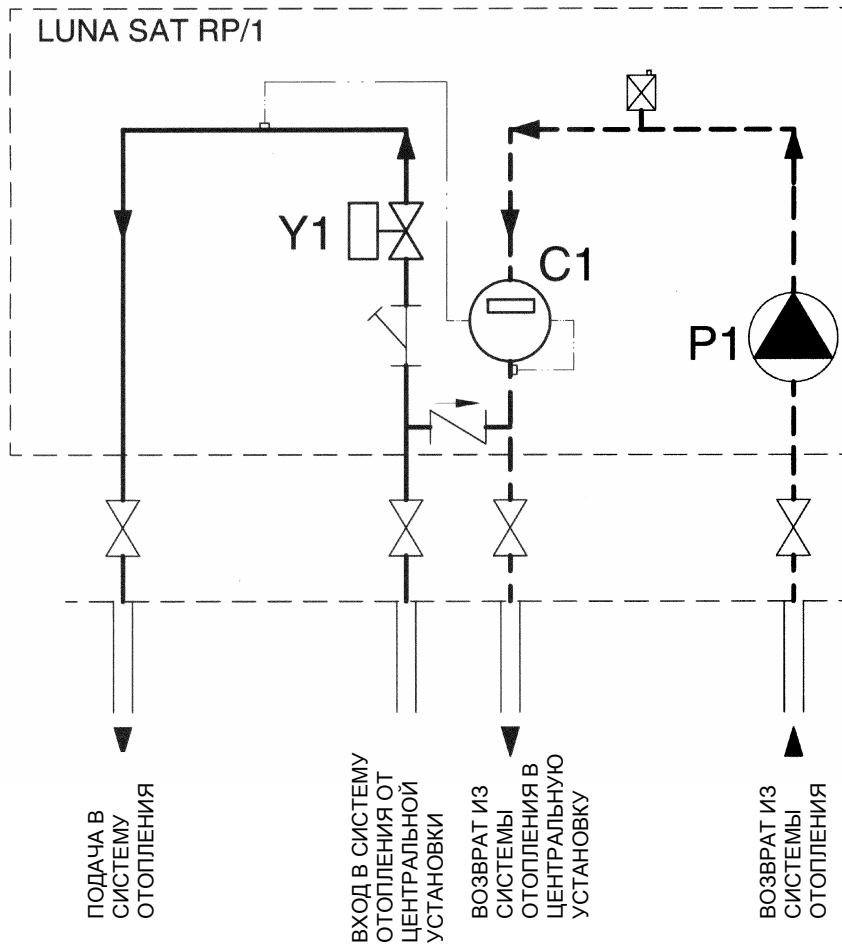 LUNA SAT RP/1
Y1
C1
P1
ПОДАЧА В
СИСТЕМУ
ОТОПЛЕНИЯ
ВХОД В СИСТЕМУ
ОТОПЛЕНИЯ ОТ
ЦЕНТРАЛЬНОЙ
УСТАНОВКИ
ВОЗВРАТ ИЗ
СИСТЕМЫ
ОТОПЛЕНИЯ В
ЦЕНТРАЛЬНУЮ
УСТАНОВКУ
ВОЗВРАТ ИЗ
СИСТЕМЫ
ОТОПЛЕНИЯ